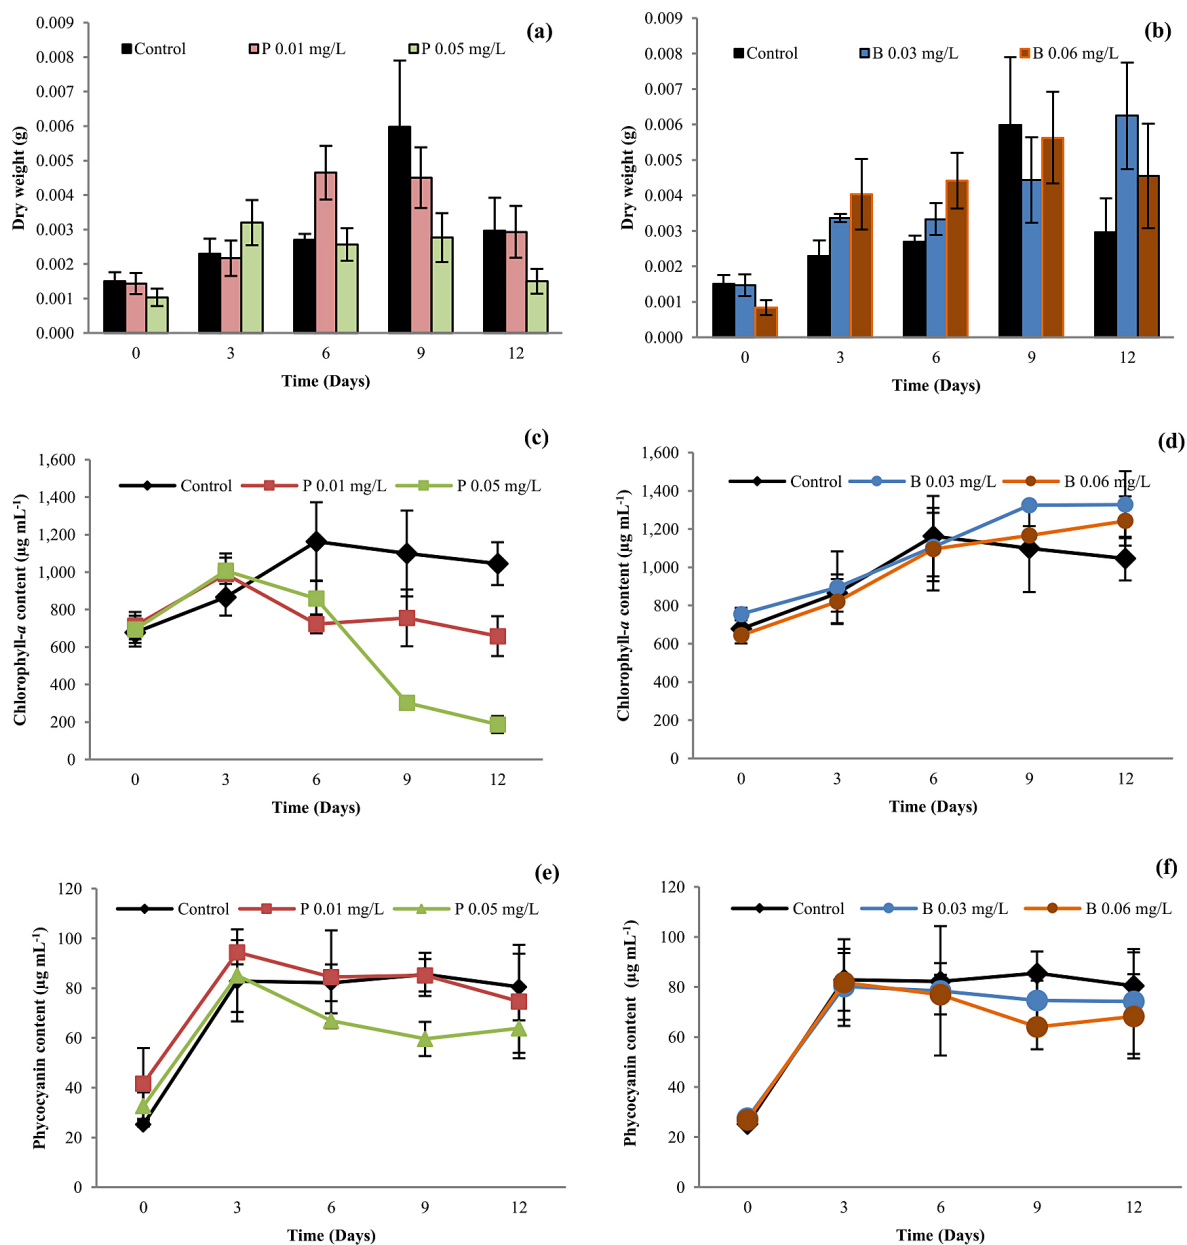 (a)
Control P 0.01 mg/L P 0.05 mg/L
Dry weight (g)
0.009
0.008
0.007
0.006
0.005
0.004
0.003
0.002
0.001
0.000
0 3 6 9 12
Time (Days)
(b)
Control B 0.03 mg/L B 0.06 mg/L
Dry weight (g)
0.009
0.008
0.007
0.006
0.005
0.004
0.003
0.002
0.001
0.000
0 3 6 9 12
Time (Days)
(c)
Control P 0.01 mg/L P 0.05 mg/L
Chlorophyll-a content (µg mL⁻¹)
1,600
1,400
1,200
1,000
800
600
400
200
0
0 3 6 9 12
Time (Days)
(d)
Control B 0.03 mg/L B 0.06 mg/L
Chlorophyll-a content (µg mL⁻¹)
1,600
1,400
1,200
1,000
800
600
400
200
0
0 3 6 9 12
Time (Days)
(e)
Control P 0.01 mg/L P 0.05 mg/L
Phycocyanin content (µg mL⁻¹)
120
100
80
60
40
20
0
0 3 6 9 12
Time (Days)
(f)
Control B 0.03 mg/L B 0.06 mg/L
Phycocyanin content (µg mL⁻¹)
120
100
80
60
40
20
0
0 3 6 9 12
Time (Days)